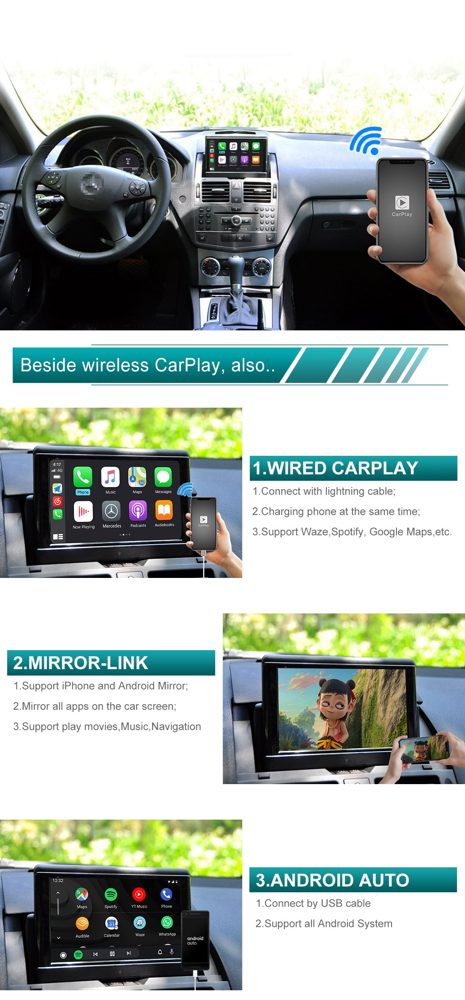 CarPlay
Beside wireless CarPlay, also..
1.WIRED CARPLAY
1.Connect with lightning cable;
2.Charging phone at the same time;
3.Support Waze,Spotify, Google Maps,etc.
Phone
Music
Maps
Messages
Now Playing
Mercedes
Podcasts
Audiobooks
CarPlay
2.MIRROR-LINK
1.Support iPhone and Android Mirror;
2.Mirror all apps on the car screen;
3.Support play movies,Music,Navigation
3.ANDROID AUTO
1.Connect by USB cable
2.Support all Android System
Maps
Spotify
YT Music
Phone
Audible
Calendar
Waze
WhatsApp
android
auto